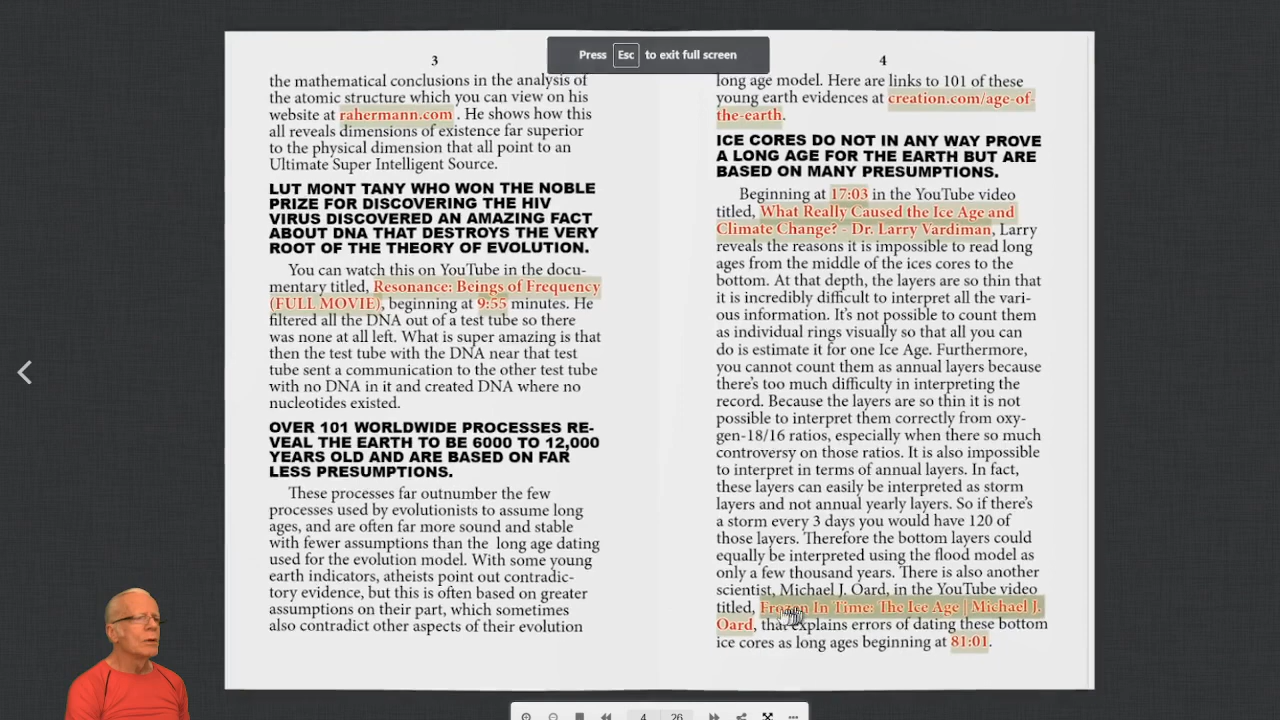 Press Esc to exit full screen
3
the mathematical conclusions in the analysis of
the atomic structure which you can view on his
website at rahermann.com . He shows how this
all reveals dimensions of existence far superior
to the physical dimension that all point to an
Ultimate Super Intelligent Source.
LUT MONT TANY WHO WON THE NOBLE
PRIZE FOR DISCOVERING THE HIV
VIRUS DISCOVERED AN AMAZING FACT
ABOUT DNA THAT DESTROYS THE VERY
ROOT OF THE THEORY OF EVOLUTION.
You can watch this on YouTube in the docu-
mentary titled, Resonance: Beings of Frequency
(FULL MOVIE), beginning at 9:55 minutes. He
filtered all the DNA out of a test tube so there
was none at all left. What is super amazing is that
then the test tube with the DNA near that test
tube sent a communication to the other test tube
with no DNA in it and created DNA where no
nucleotides existed.
OVER 101 WORLDWIDE PROCESSES RE-
VEAL THE EARTH TO BE 6000 TO 12,000
YEARS OLD AND ARE BASED ON FAR
LESS PRESUMPTIONS.
These processes far outnumber the few
processes used by evolutionists to assume long
ages, and are often far more sound and stable
with fewer assumptions than the long age dating
used for the evolution model. With some young
earth indicators, atheists point out contradic-
tory evidence, but this is often based on greater
assumptions on their part, which sometimes
also contradict other aspects of their evolution
4
long age model. Here are links to 101 of these
young earth evidences at creation.com/age-of-
the-earth.
ICE CORES DO NOT IN ANY WAY PROVE
A LONG AGE FOR THE EARTH BUT ARE
BASED ON MANY PRESUMPTIONS.
Beginning at 17:03 in the YouTube video
titled, What Really Caused the Ice Age and
Climate Change? - Dr. Larry Vardiman, Larry
reveals the reasons it is impossible to read long
ages from the middle of the ices cores to the
bottom. At that depth, the layers are so thin that
it is incredibly difficult to interpret all the vari-
ous information. It's not possible to count them
as individual rings visually so that all you can
do is estimate it for one Ice Age. Furthermore,
you cannot count them as annual layers because
there's too much difficulty in interpreting the
record. Because the layers are so thin it is not
possible to interpret them correctly from oxy-
gen-18/16 ratios, especially when there so much
controversy on those ratios. It is also impossible
to interpret in terms of annual layers. In fact,
these layers can easily be interpreted as storm
layers and not annual yearly layers. So if there's
a storm every 3 days you would have 120 of
those layers. Therefore the bottom layers could
equally be interpreted using the flood model as
only a few thousand years. There is also another
scientist, Michael J. Oard, in the YouTube video
titled, Frozen In Time: The Ice Age | Michael J.
Oard, that explains errors of dating these bottom
ice cores as long ages beginning at 81:01.
4 26